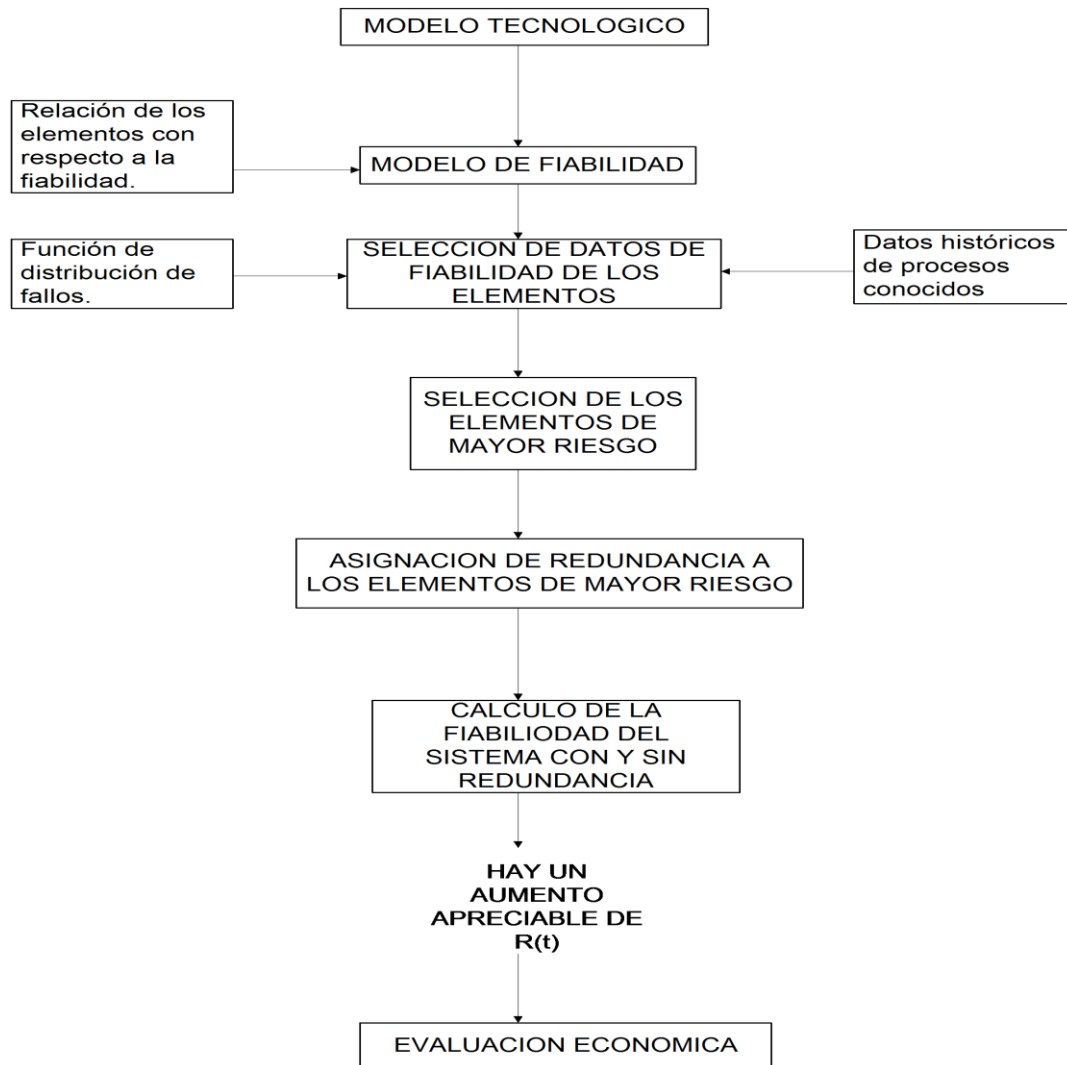 MODELO TECNOLOGICO
Relación de los
elementos con
respecto a la
fiabilidad.
MODELO DE FIABILIDAD
Función de
distribución de
fallos.
SELECCION DE DATOS DE
FIABILIDAD DE LOS
ELEMENTOS
Datos históricos
de procesos
conocidos
SELECCION DE LOS
ELEMENTOS DE
MAYOR RIESGO
ASIGNACION DE REDUNDANCIA A
LOS ELEMENTOS DE MAYOR RIESGO
CALCULO DE LA
FIABILIODAD DEL
SISTEMA CON Y SIN
REDUNDANCIA
HAY UN
AUMENTO
APRECIABLE DE
R(t)
EVALUACION ECONOMICA